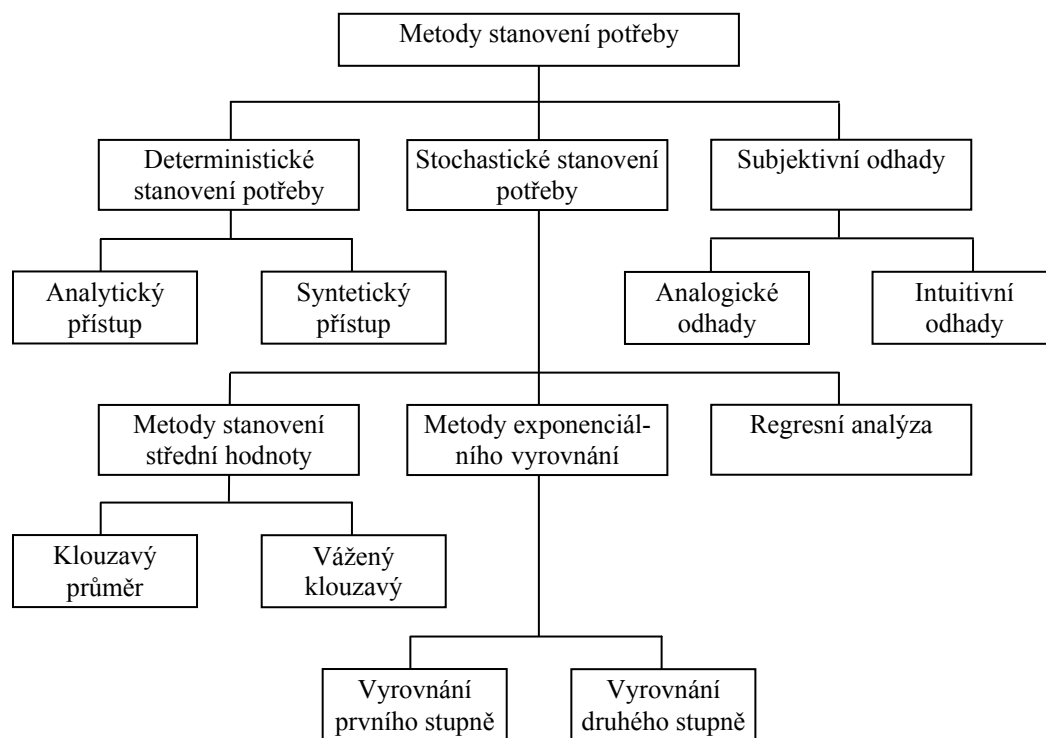 Metody stanovení potřeby
Deterministické
stanovení potřeby
Stochastické stanovení
potřeby
Subjektivní odhady
Analytický
přístup
Syntetický
přístup
Analogické
odhady
Intuitivní
odhady
Metody stanovení
střední hodnoty
Metody exponenciál-
ního vyrovnání
Regresní analýza
Klouzavý
průměr
Vážený
klouzavý
Vyrovnání
prvního stupně
Vyrovnání
druhého stupně